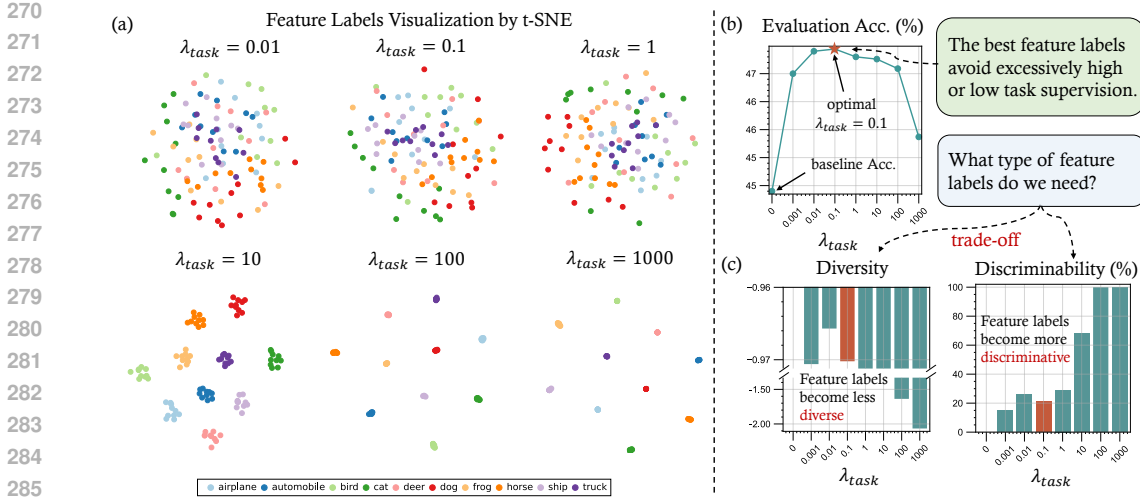 270
271
272
273
274
275
276
277
278
279
280
281
282
283
284
285
(a)
Feature Labels Visualization by t-SNE
λtask = 0.01
λtask = 0.1
λtask = 1
λtask = 10
λtask = 100
λtask = 1000
airplane automobile bird cat deer dog frog horse ship truck
(b)
Evaluation Acc. (%)
47
46
46
45
45
optimal
λtask = 0.1
baseline Acc.
0 0.001 0.01 0.1 1 10 100 1000
λtask
The best feature labels
avoid excessively high
or low task supervision.
What type of feature
labels do we need?
trade-off
(c)
Diversity
−0.96
−0.97
−1.50
−2.00
Feature labels
become less
diverse
0 0.001 0.01 0.1 1 10 100 1000
λtask
Discriminability (%)
100
80
60
40
20
0
Feature labels
become more
discriminative
0 0.001 0.01 0.1 1 10 100 1000
λtask